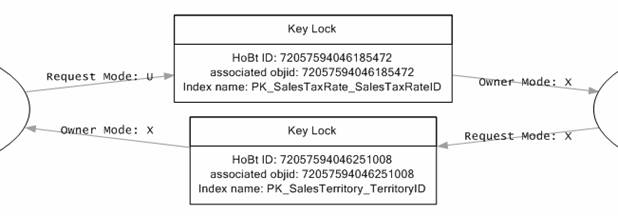 Key Lock
HoBt ID: 72057594046185472
associated objid: 72057594046185472
Index name: PK_SalesTaxRate_SalesTaxRateID
Request Mode: U
Owner Mode: X
Key Lock
HoBt ID: 72057594046251008
associated objid: 72057594046251008
Index name: PK_SalesTerritory_TerritoryID
Owner Mode: X
Request Mode: X